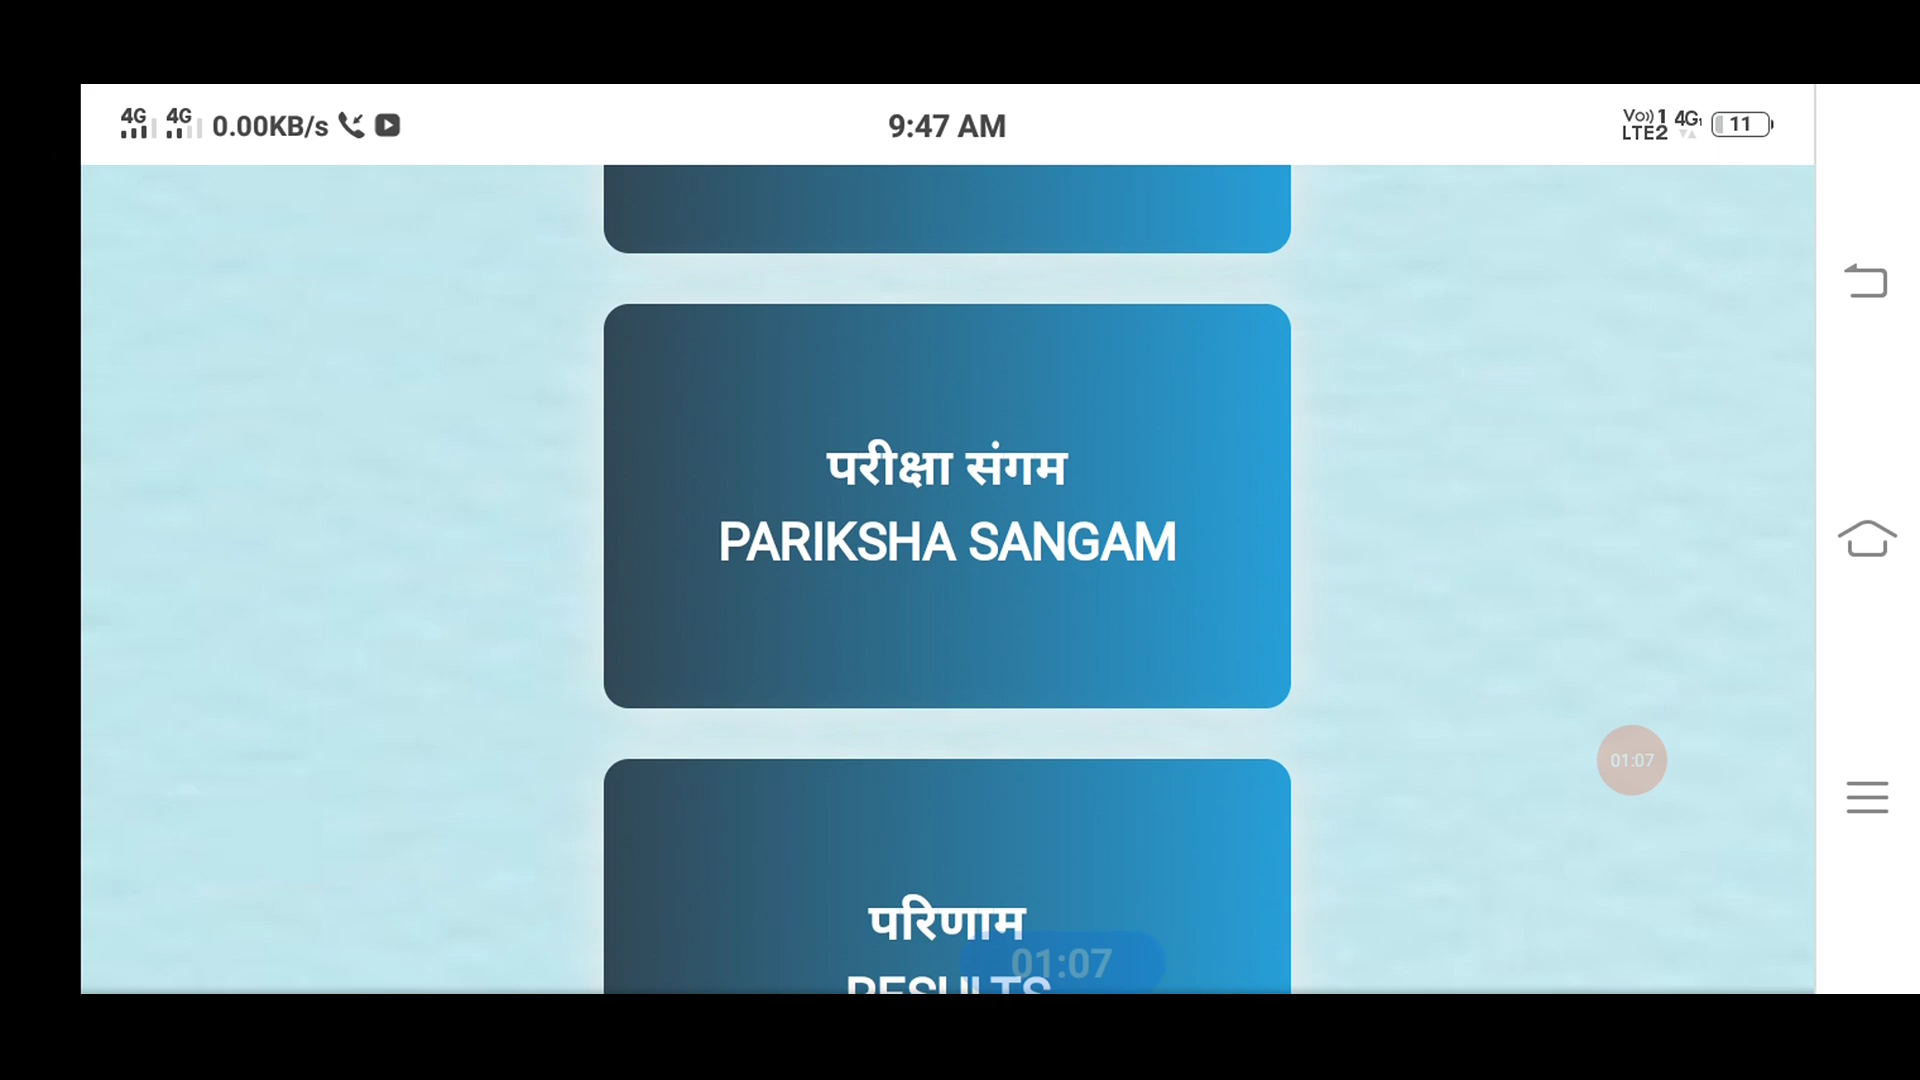 4G 4G 0.00KB/s
9:47 AM
Vo)) 1 4G
LTE2
11
परीक्षा संगम
PARIKSHA SANGAM
01:07
परिणाम
01:07
RESULTS